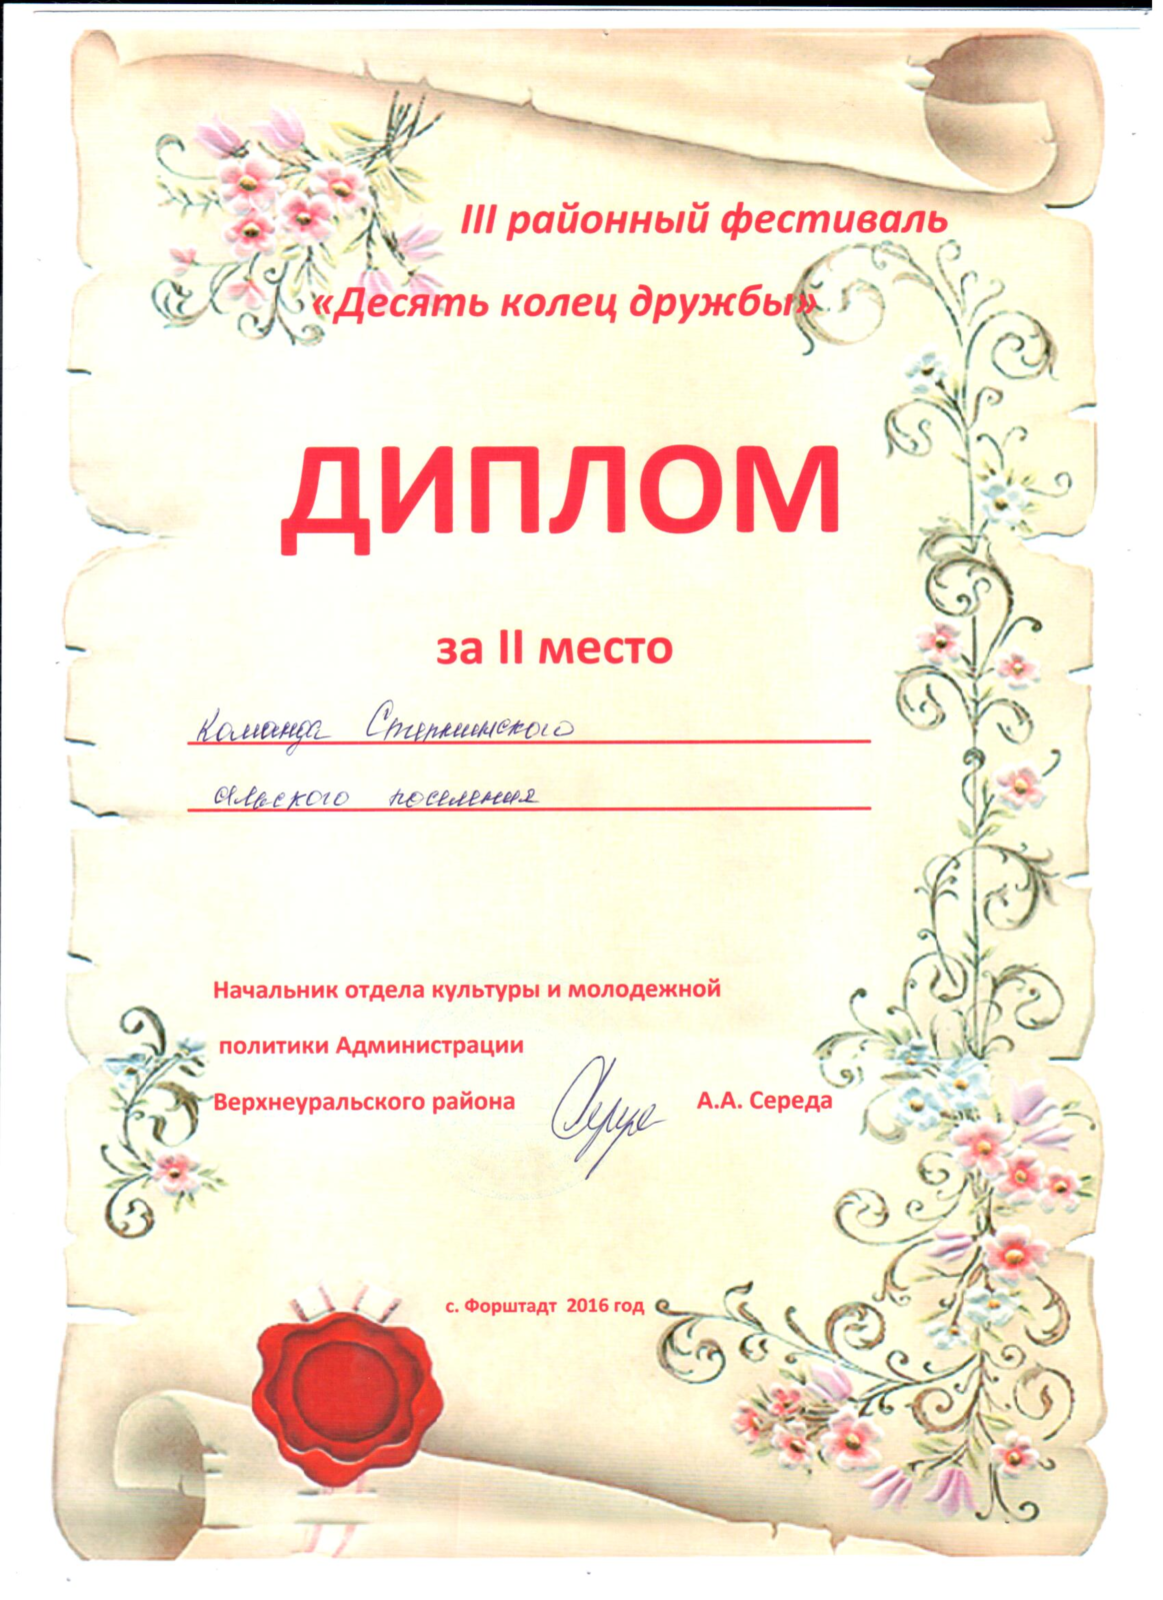 III районный фестиваль
«Десять колец дружбы»
ДИПЛОМ
за II место
Команда Степнинского
сельского поселения
Начальник отдела культуры и молодежной
политики Администрации
Верхнеуральского района А.А. Середа
с. Форштадт 2016 год